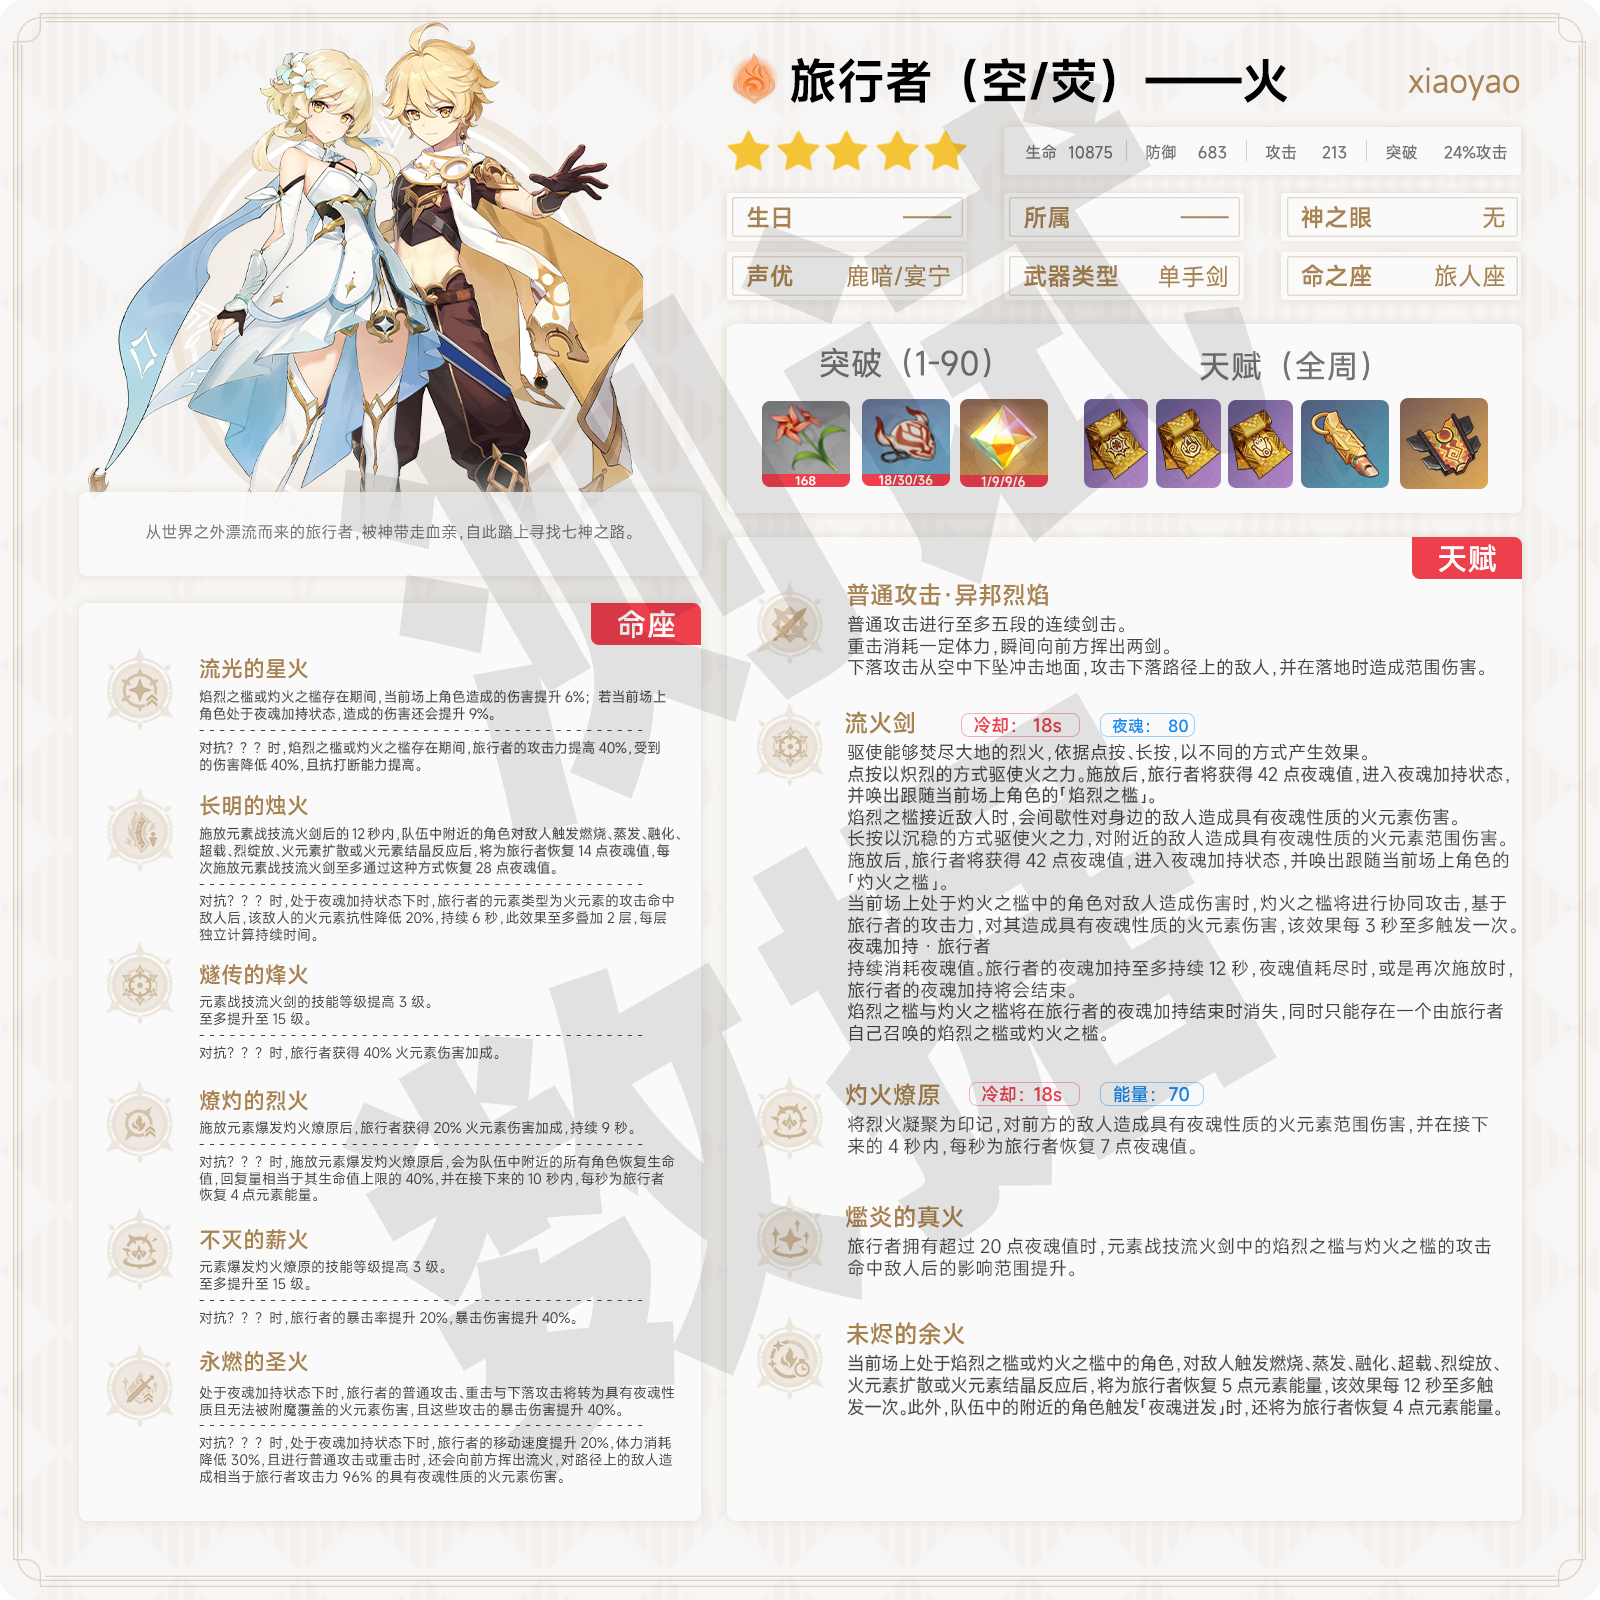 旅行者（空/荧）——火
xiaoyao
生命 10875 防御 683 攻击 213 突破 24%攻击
生日 ——
所属 ——
神之眼 无
声优 鹿喑/宴宁
武器类型 单手剑
命之座 旅人座
突破（1-90）
天赋（全周）
168
18/30/36
1/9/9/6
从世界之外漂流而来的旅行者,被神带走血亲,自此踏上寻找七神之路。
命座
流光的星火
焰烈之槛或灼火之槛存在期间,当前场上角色造成的伤害提升 6%；若当前场上
角色处于夜魂加持状态,造成的伤害还会提升 9%。
对抗？？？时,焰烈之槛或灼火之槛存在期间,旅行者的攻击力提高 40%,受到
的伤害降低 40%,且抗打断能力提高。
长明的烛火
施放元素战技流火剑后的 12 秒内,队伍中附近的角色对敌人触发燃烧、蒸发、融化、
超载、烈绽放、火元素扩散或火元素结晶反应后,将为旅行者恢复 14 点夜魂值,每
次施放元素战技流火剑至多通过这种方式恢复 28 点夜魂值。
对抗？？？时,处于夜魂加持状态下时,旅行者的元素类型为火元素的攻击命中
敌人后,该敌人的火元素抗性降低 20%,持续 6 秒,此效果至多叠加 2 层,每层
独立计算持续时间。
燧传的烽火
元素战技流火剑的技能等级提高 3 级。
至多提升至 15 级。
对抗？？？时,旅行者获得 40% 火元素伤害加成。
燎灼的烈火
施放元素爆发灼火燎原后,旅行者获得 20% 火元素伤害加成,持续 9 秒。
对抗？？？时,施放元素爆发灼火燎原后,会为队伍中附近的所有角色恢复生命
值,回复量相当于其生命值上限的 40%,并在接下来的 10 秒内,每秒为旅行者
恢复 4 点元素能量。
不灭的薪火
元素爆发灼火燎原的技能等级提高 3 级。
至多提升至 15 级。
对抗？？？时,旅行者的暴击率提升 20%,暴击伤害提升 40%。
永燃的圣火
处于夜魂加持状态下时,旅行者的普通攻击、重击与下落攻击将转为具有夜魂性
质且无法被附魔覆盖的火元素伤害,且这些攻击的暴击伤害提升 40%。
对抗？？？时,处于夜魂加持状态下时,旅行者的移动速度提升 20%,体力消耗
降低 30%,且进行普通攻击或重击时,还会向前方挥出流火,对路径上的敌人造
成相当于旅行者攻击力 96% 的具有夜魂性质的火元素伤害。
天赋
普通攻击·异邦烈焰
普通攻击进行至多五段的连续剑击。
重击消耗一定体力,瞬间向前方挥出两剑。
下落攻击从空中下坠冲击地面,攻击下落路径上的敌人,并在落地时造成范围伤害。
流火剑 冷却：18s 夜魂：80
驱使能够焚尽大地的烈火,依据点按、长按,以不同的方式产生效果。
点按以炽烈的方式驱使火之力。施放后,旅行者将获得 42 点夜魂值,进入夜魂加持状态,
并唤出跟随当前场上角色的「焰烈之槛」。
焰烈之槛接近敌人时,会间歇性对身边的敌人造成具有夜魂性质的火元素伤害。
长按以沉稳的方式驱使火之力,对附近的敌人造成具有夜魂性质的火元素范围伤害。
施放后,旅行者将获得 42 点夜魂值,进入夜魂加持状态,并唤出跟随当前场上角色的
「灼火之槛」。
当前场上处于灼火之槛中的角色对敌人造成伤害时,灼火之槛将进行协同攻击,基于
旅行者的攻击力,对其造成具有夜魂性质的火元素伤害,该效果每 3 秒至多触发一次。
夜魂加持 · 旅行者
持续消耗夜魂值。旅行者的夜魂加持至多持续 12 秒,夜魂值耗尽时,或是再次施放时,
旅行者的夜魂加持将会结束。
焰烈之槛与灼火之槛将在旅行者的夜魂加持结束时消失,同时只能存在一个由旅行者
自己召唤的焰烈之槛或灼火之槛。
灼火燎原 冷却：18s 能量：70
将烈火凝聚为印记,对前方的敌人造成具有夜魂性质的火元素范围伤害,并在接下
来的 4 秒内,每秒为旅行者恢复 7 点夜魂值。
爁炎的真火
旅行者拥有超过 20 点夜魂值时,元素战技流火剑中的焰烈之槛与灼火之槛的攻击
命中敌人后的影响范围提升。
未烬的余火
当前场上处于焰烈之槛或灼火之槛中的角色,对敌人触发燃烧、蒸发、融化、超载、烈绽放、
火元素扩散或火元素结晶反应后,将为旅行者恢复 5 点元素能量,该效果每 12 秒至多触
发一次。此外,队伍中的附近的角色触发「夜魂迸发」时,还将为旅行者恢复 4 点元素能量。
测试
数据